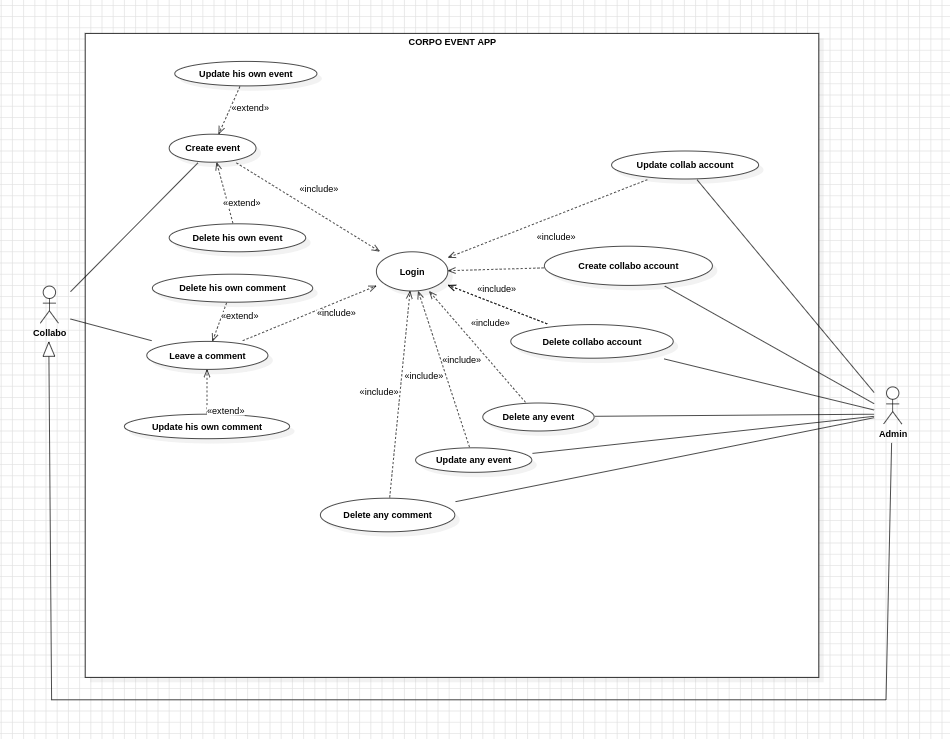 CORPO EVENT APP
Update his own event
«extend»
Create event
Update collab account
«include»
«extend»
Delete his own event
«include»
Login
Create collabo account
Delete his own comment
«include»
«extend»
«include»
«include»
Collabo
Delete collabo account
Leave a comment
«include»
«include»
«include»
«extend»
Delete any event
Update his own comment
Admin
Update any event
Delete any comment